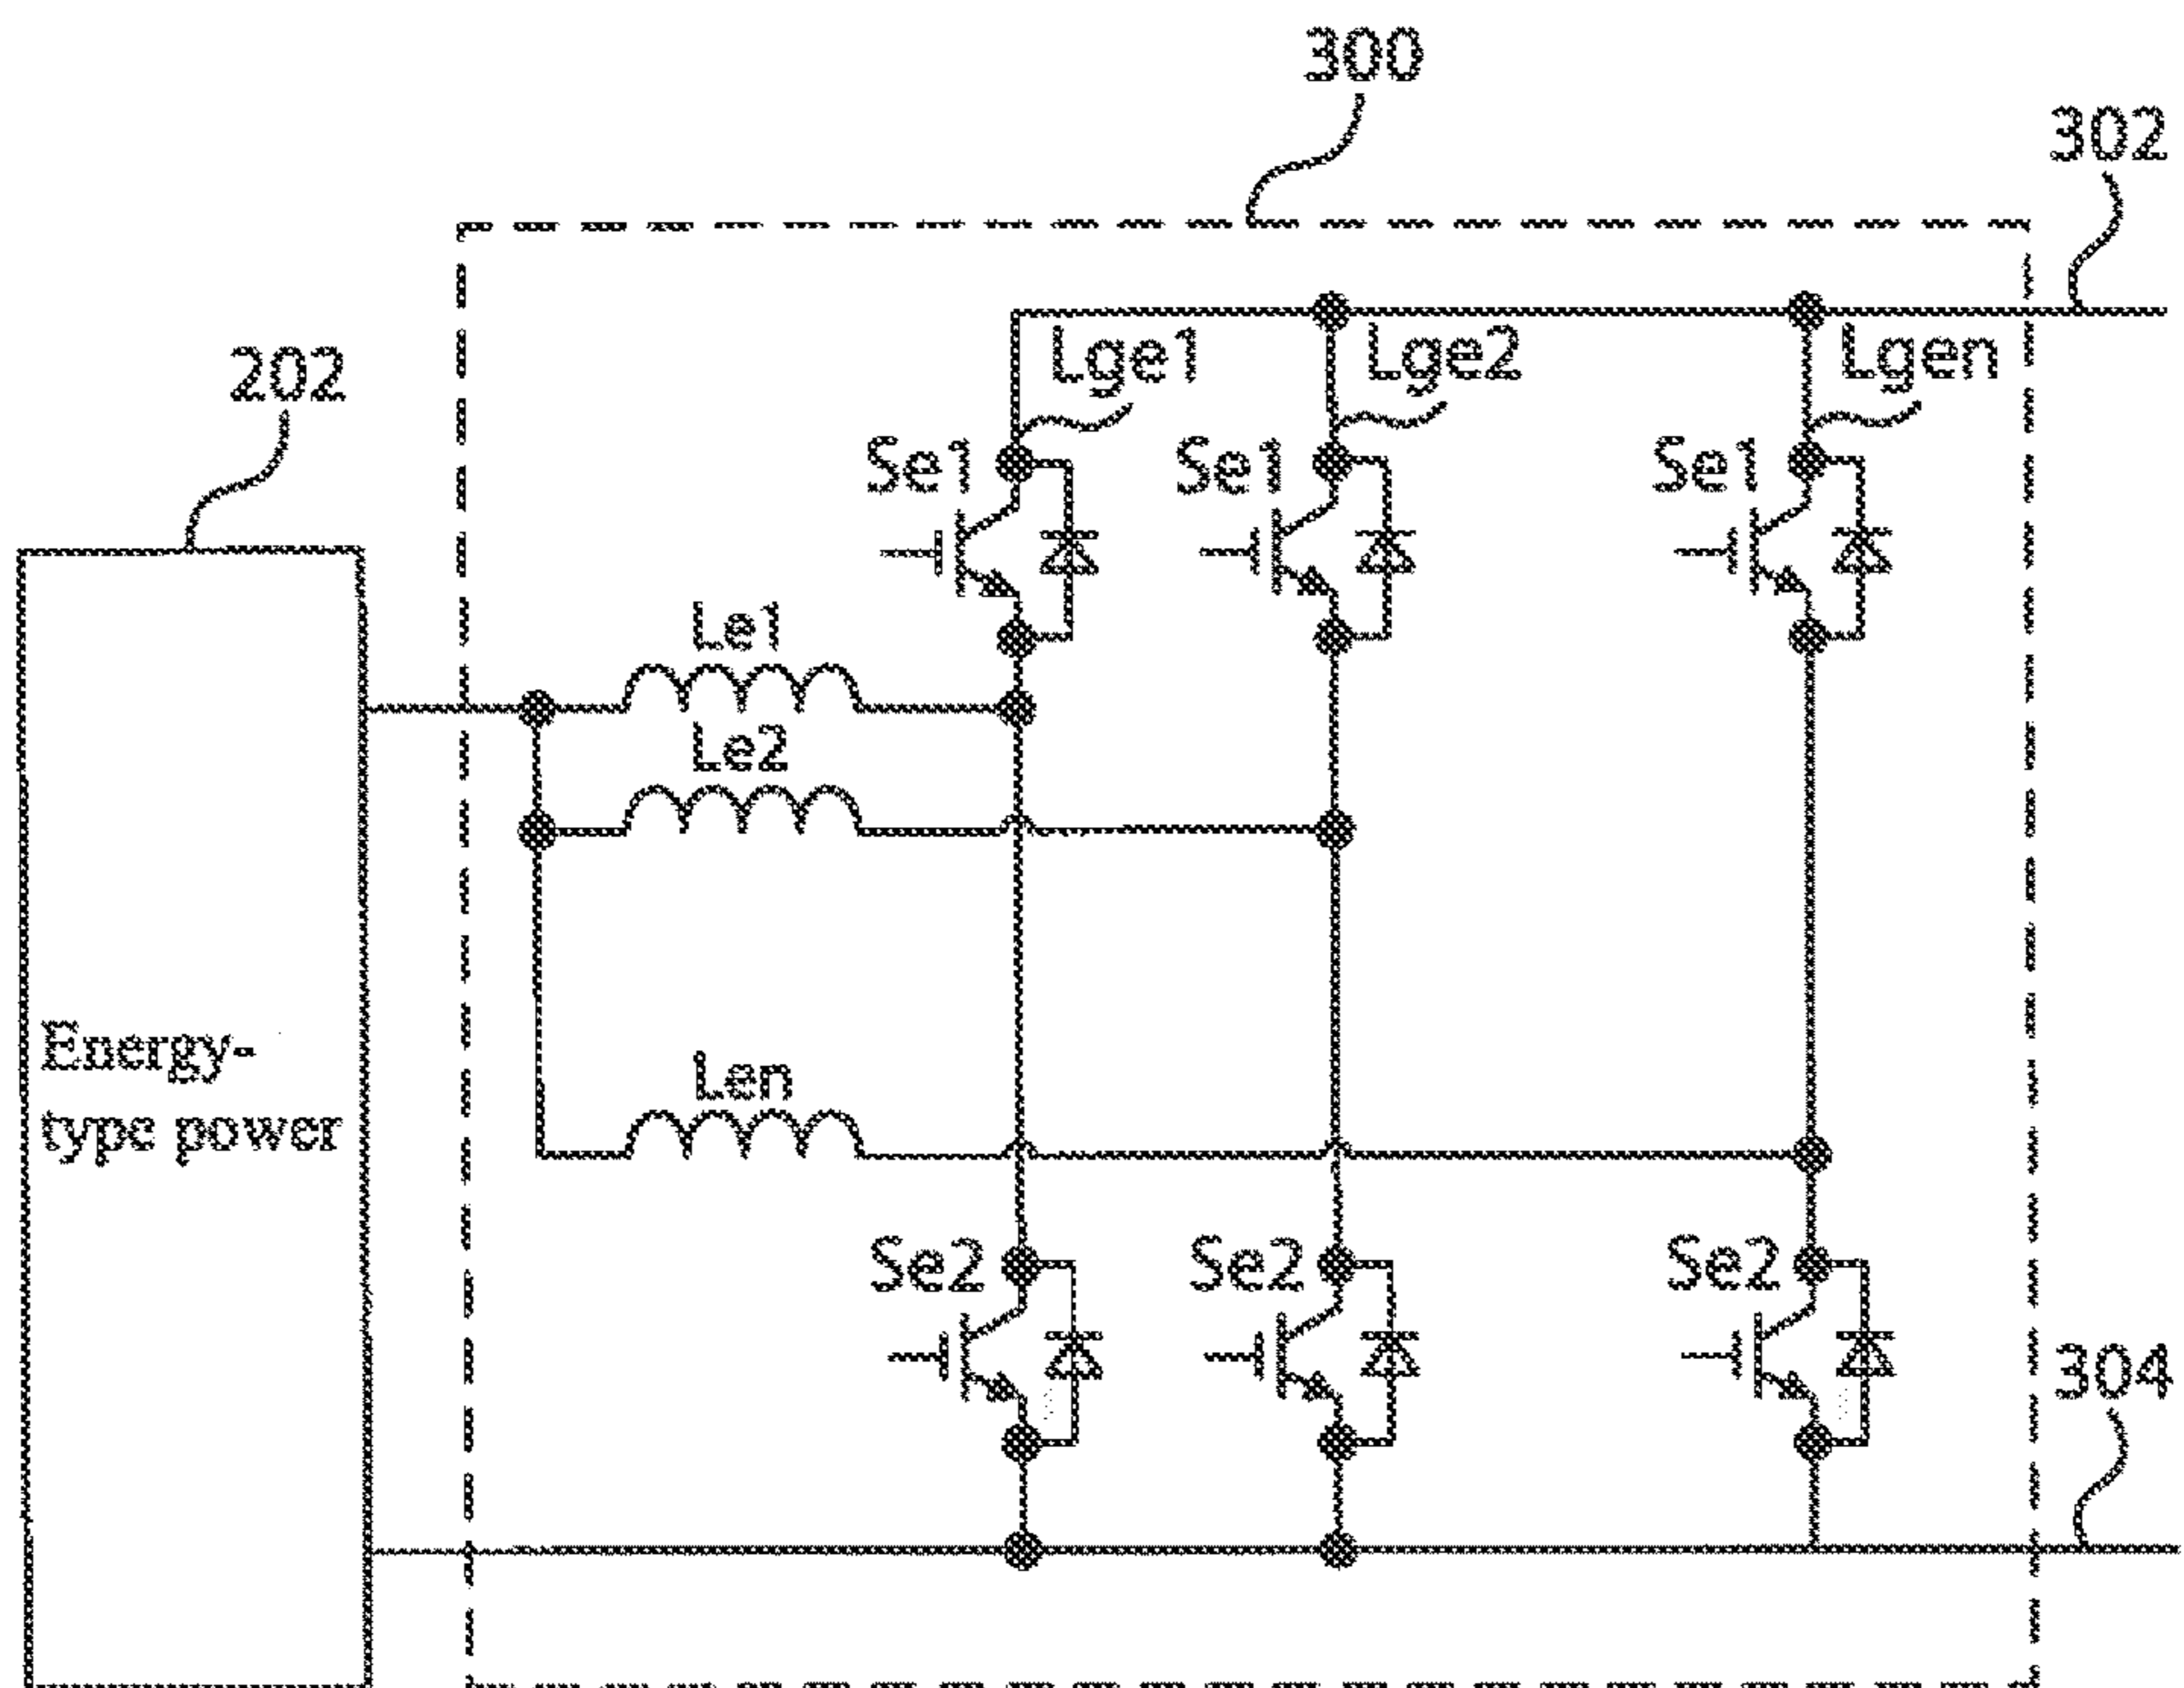 300
302
202
Lge1 Lge2 Lgen
Se1 Se1 Se1
Le1
Le2
Energy-
type power
Len
Se2 Se2 Se2
304